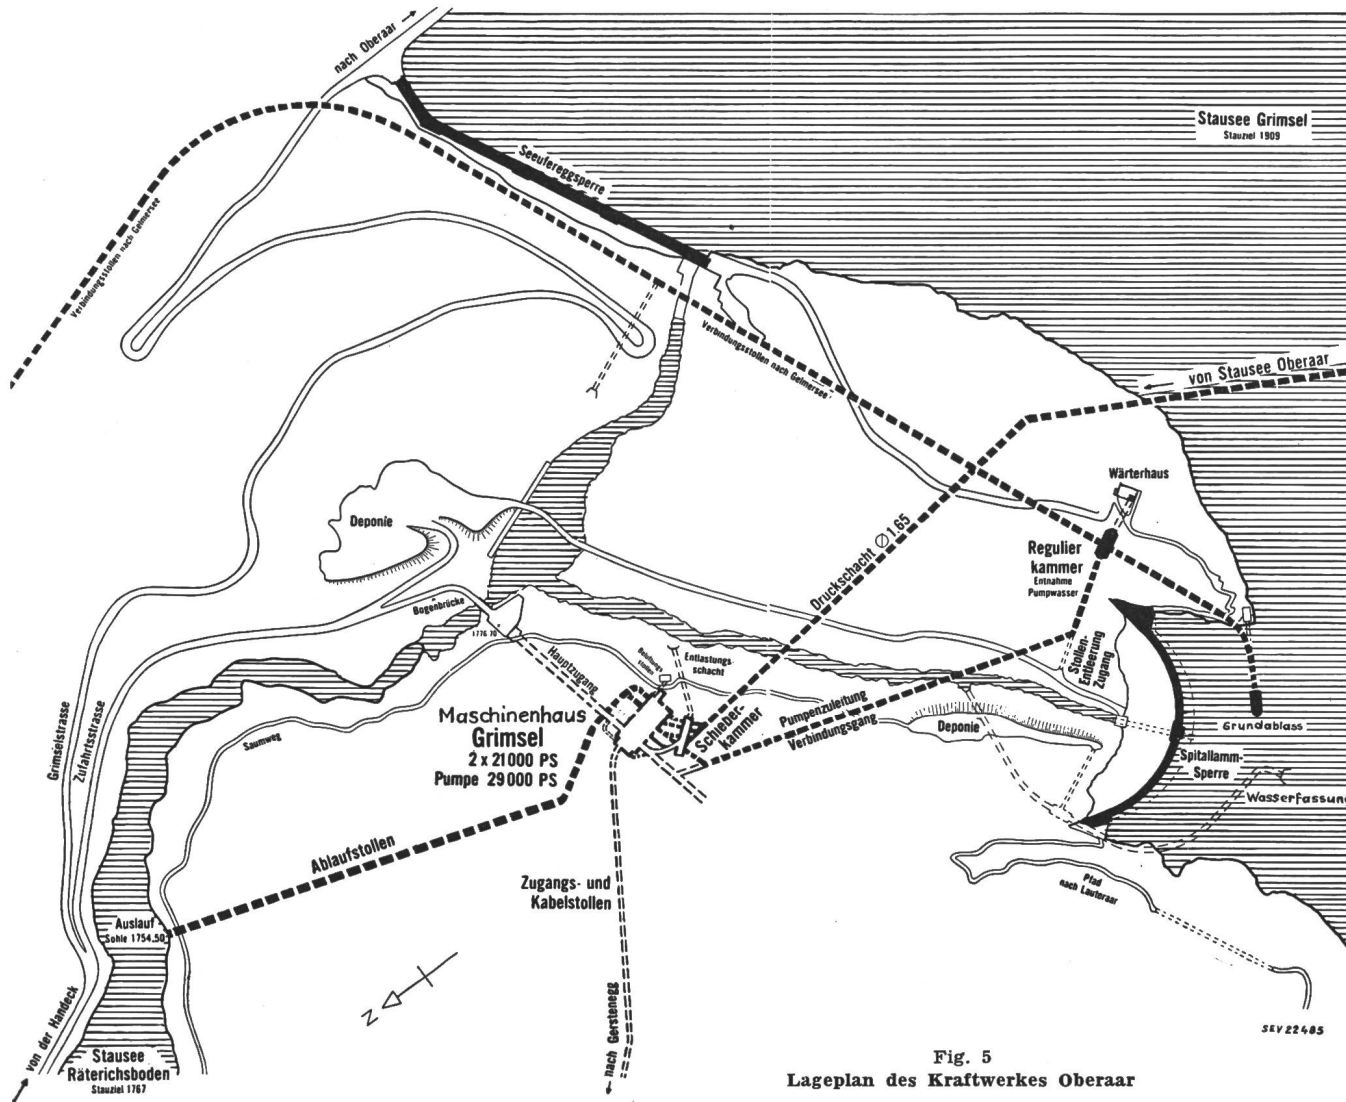 nach Oberaar
Stausee Grimsel
Stauziel 1909
Seeufereggsperre
Verbindungsstollen nach Gelmersee
Verbindungsstollen nach Gelmersee
von Stausee Oberaar
Wärterhaus
Deponie
Druckschacht ∅ 1.65
Regulier
kammer
Entnahme
Pumpwasser
Bogenbrücke
1776.70
Hauptzugang
Belüftungs
stollen
Entlastungs-
schacht
Stollen-
Entleerung
Zugang
Maschinenhaus
Grimsel
2 x 21000 PS
Pumpe 29000 PS
Schieber-
kammer
Pumpenzuleitung
Verbindungsgang
Deponie
Grundablass
Spitallamm-
Sperre
Wasserfassung
Grimselstrasse
Zufahrtsstrasse
Saumweg
Ablaufstollen
Zugangs- und
Kabelstollen
Pfad
nach Lauteraar
Auslauf
Sohle 1754.50
N
von der Handeck
Stausee
Räterichsboden
Stauziel 1767
nach Gerstenegg
SEV 22485
Fig. 5
Lageplan des Kraftwerkes Oberaar